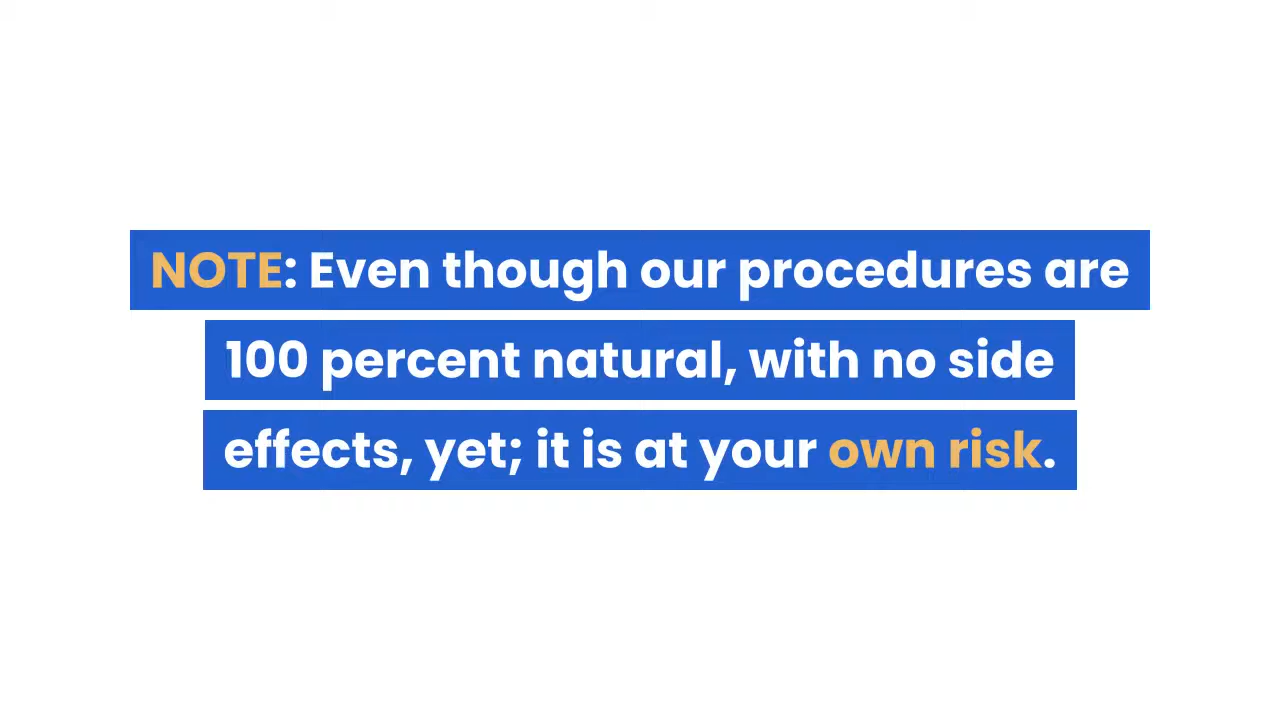 NOTE: Even though our procedures are
100 percent natural, with no side
effects, yet; it is at your own risk.